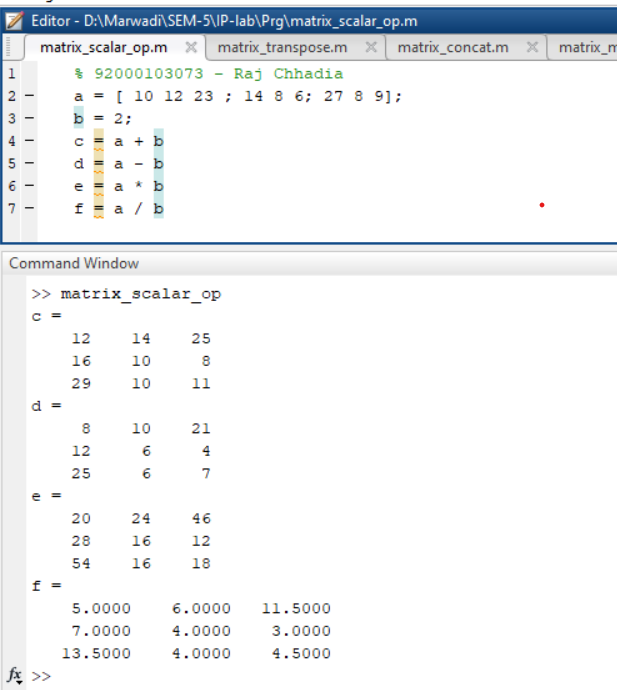 Editor - D:\Marwadi\SEM-5\IP-lab\Prg\matrix_scalar_op.m
matrix_scalar_op.m × matrix_transpose.m × matrix_concat.m × matrix_m
1 % 92000103073 - Raj Chhadia
2 - a = [ 10 12 23 ; 14 8 6; 27 8 9];
3 - b = 2;
4 - c = a + b
5 - d = a - b
6 - e = a * b
7 - f = a / b
Command Window
>> matrix_scalar_op
c =
12 14 25
16 10 8
29 10 11
d =
8 10 21
12 6 4
25 6 7
e =
20 24 46
28 16 12
54 16 18
f =
5.0000 6.0000 11.5000
7.0000 4.0000 3.0000
13.5000 4.0000 4.5000
fx >>